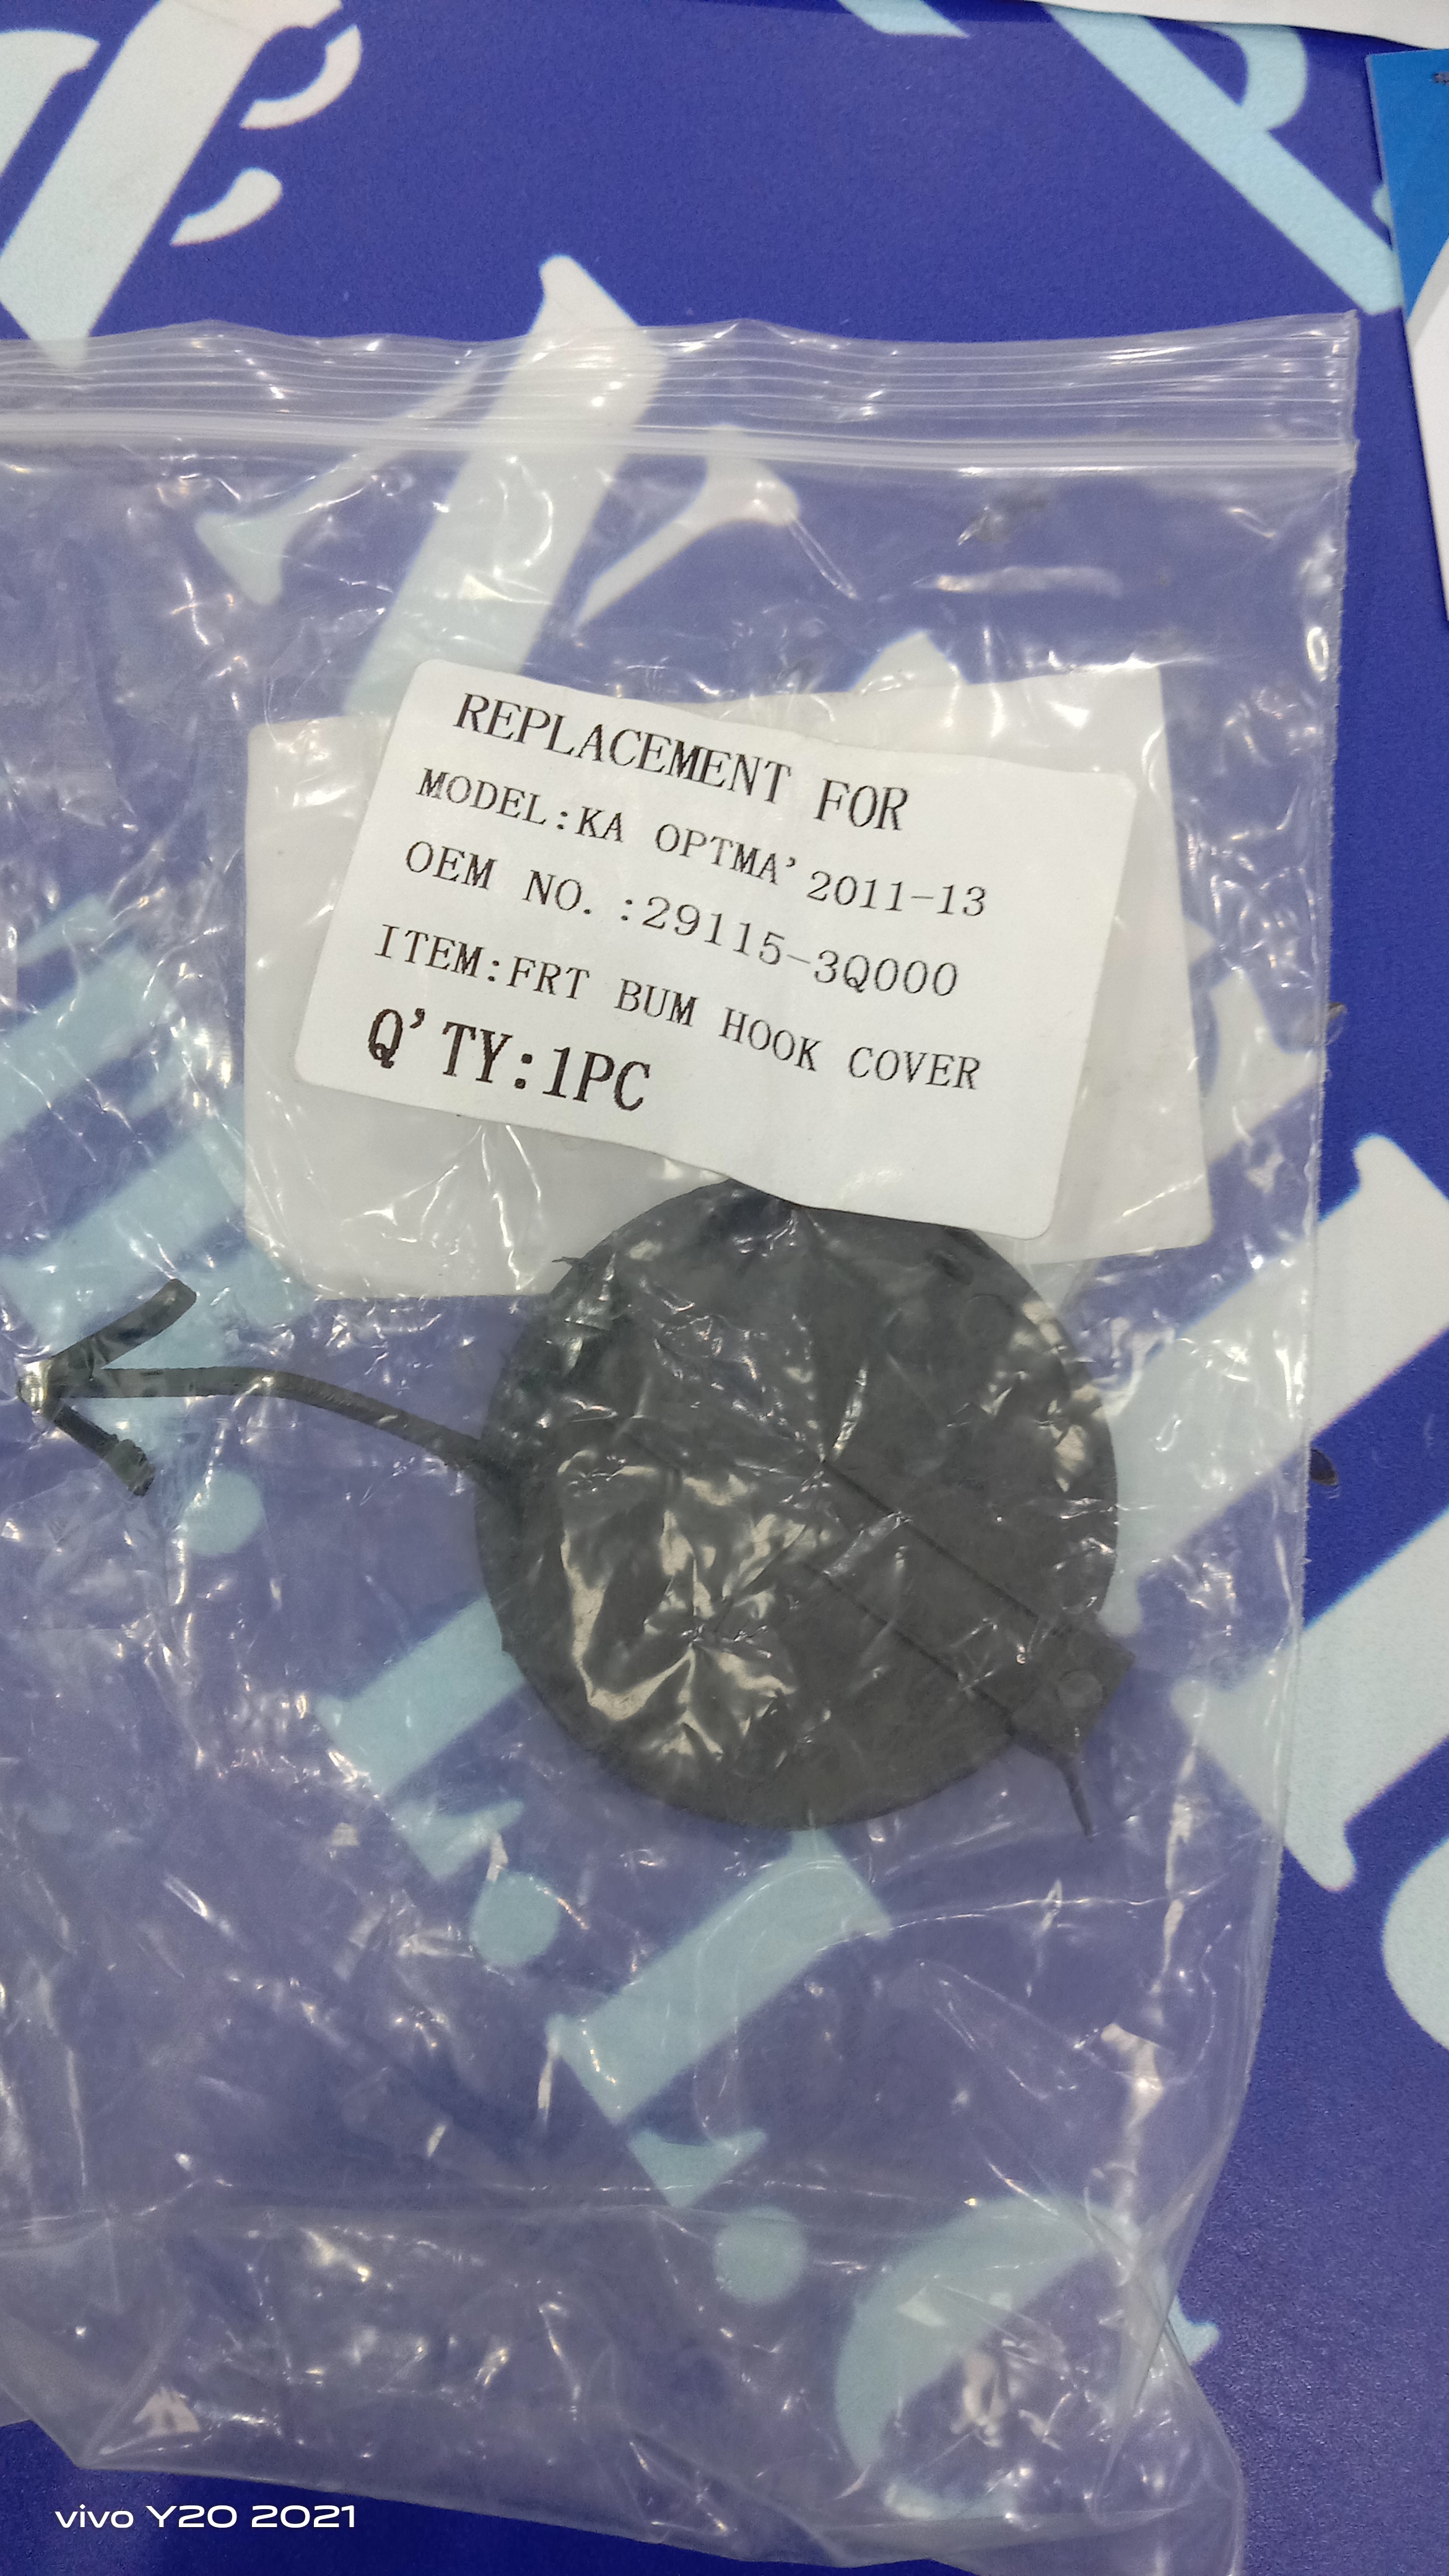 REPLACEMENT FOR
MODEL:KA OPTMA'2011-13
OEM NO.:29115-3Q000
ITEM:FRT BUM HOOK COVER
Q'TY:1PC
vivo Y20 2021